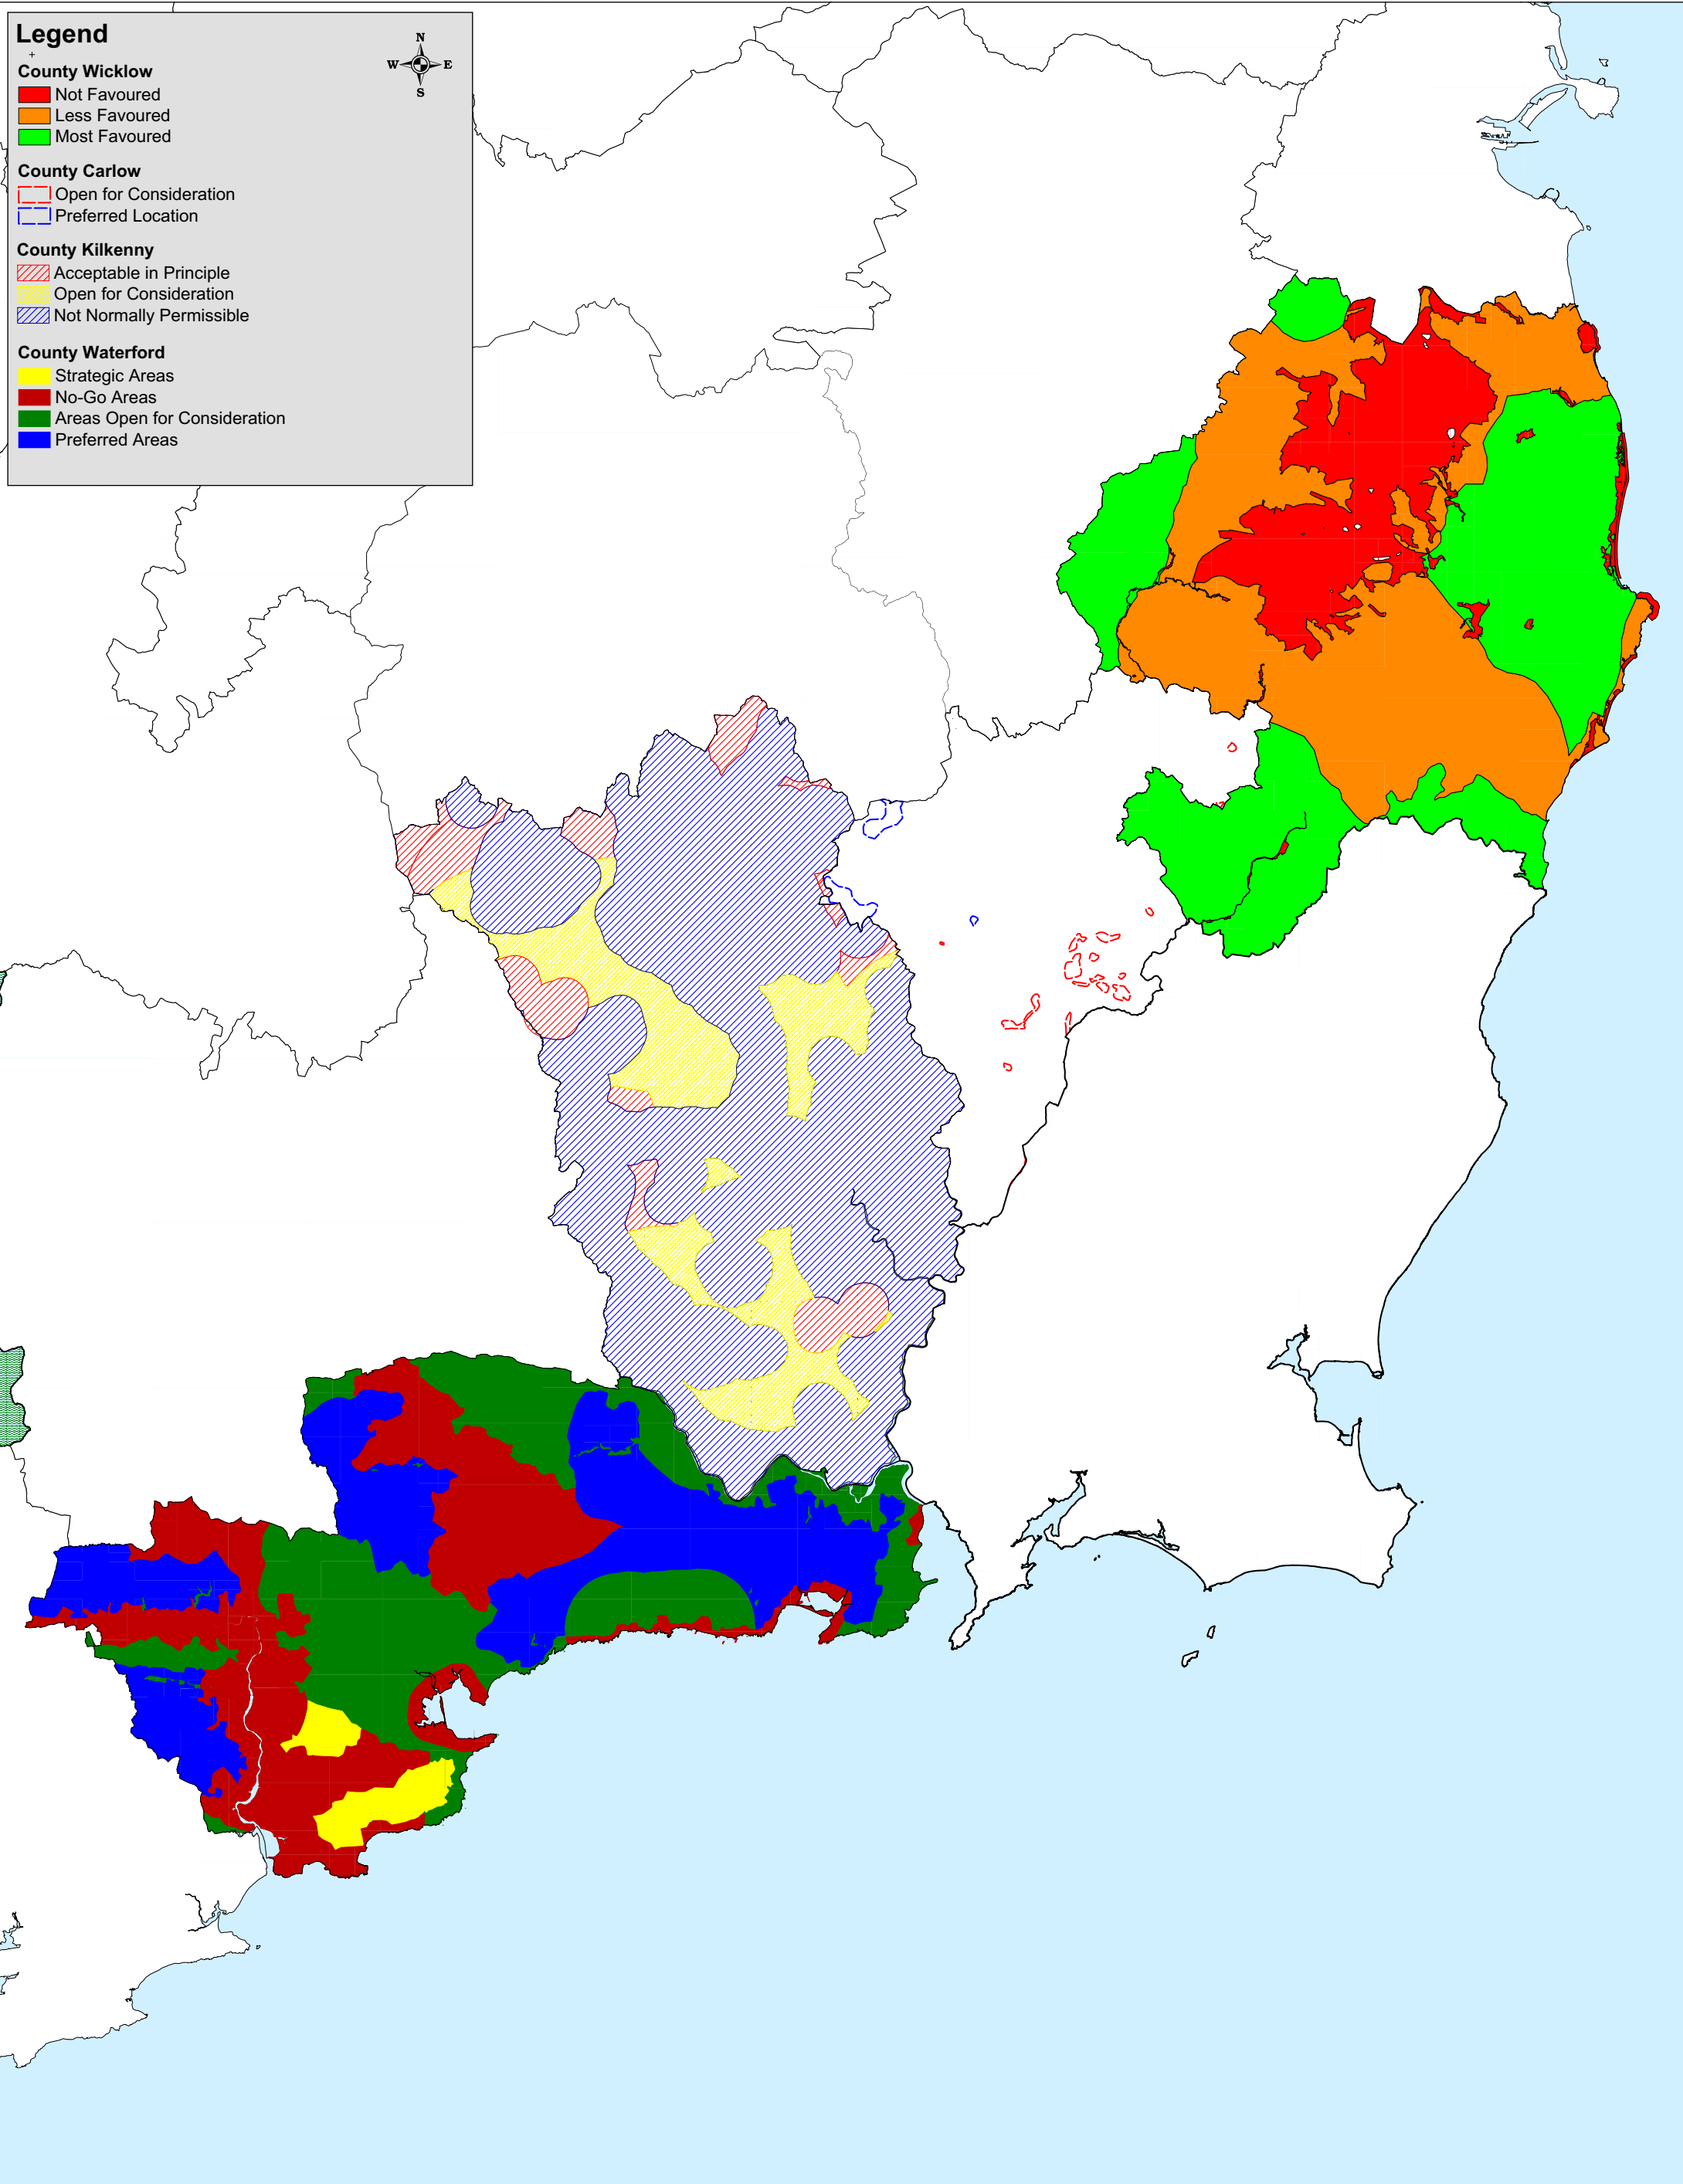 Legend
N
W E
S
County Wicklow
Not Favoured
Less Favoured
Most Favoured
County Carlow
Open for Consideration
Preferred Location
County Kilkenny
Acceptable in Principle
Open for Consideration
Not Normally Permissible
County Waterford
Strategic Areas
No-Go Areas
Areas Open for Consideration
Preferred Areas